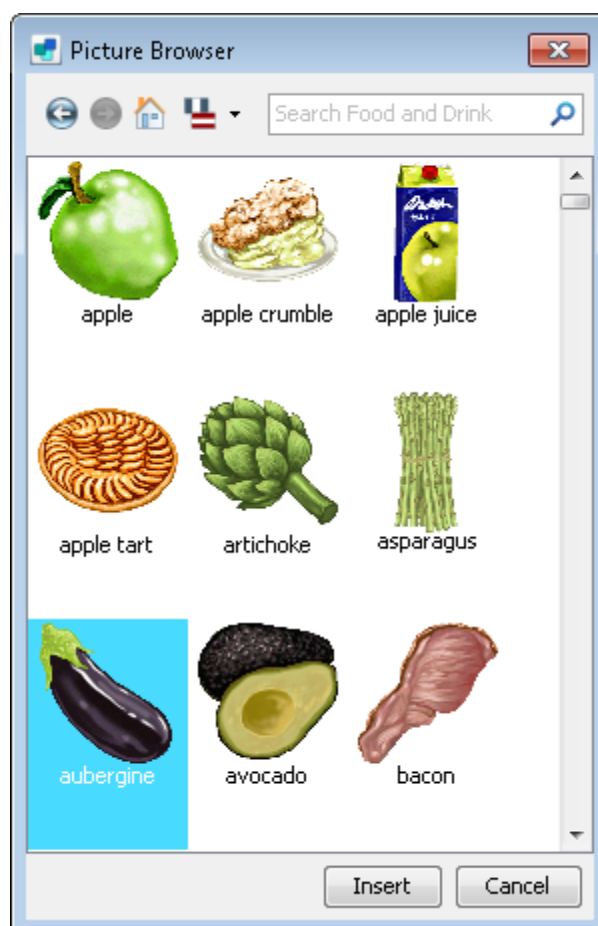 Picture Browser
Search Food and Drink
apple
apple crumble
apple juice
apple tart
artichoke
asparagus
aubergine
avocado
bacon
Insert
Cancel